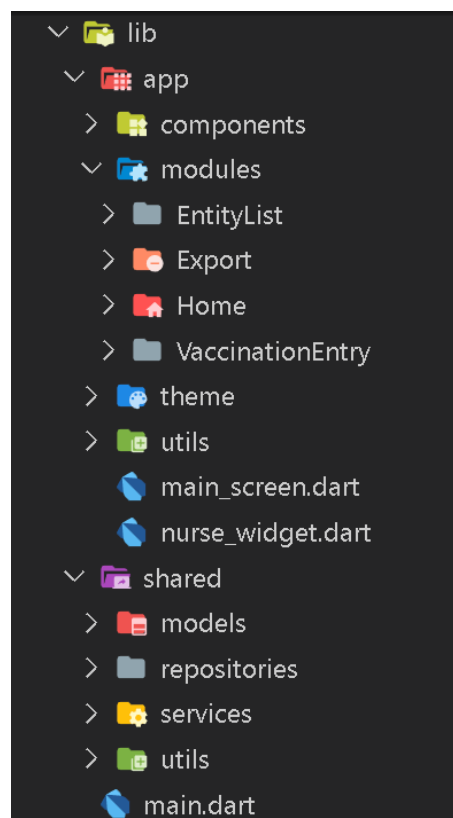 lib
app
components
modules
EntityList
Export
Home
VaccinationEntry
theme
utils
main_screen.dart
nurse_widget.dart
shared
models
repositories
services
utils
main.dart